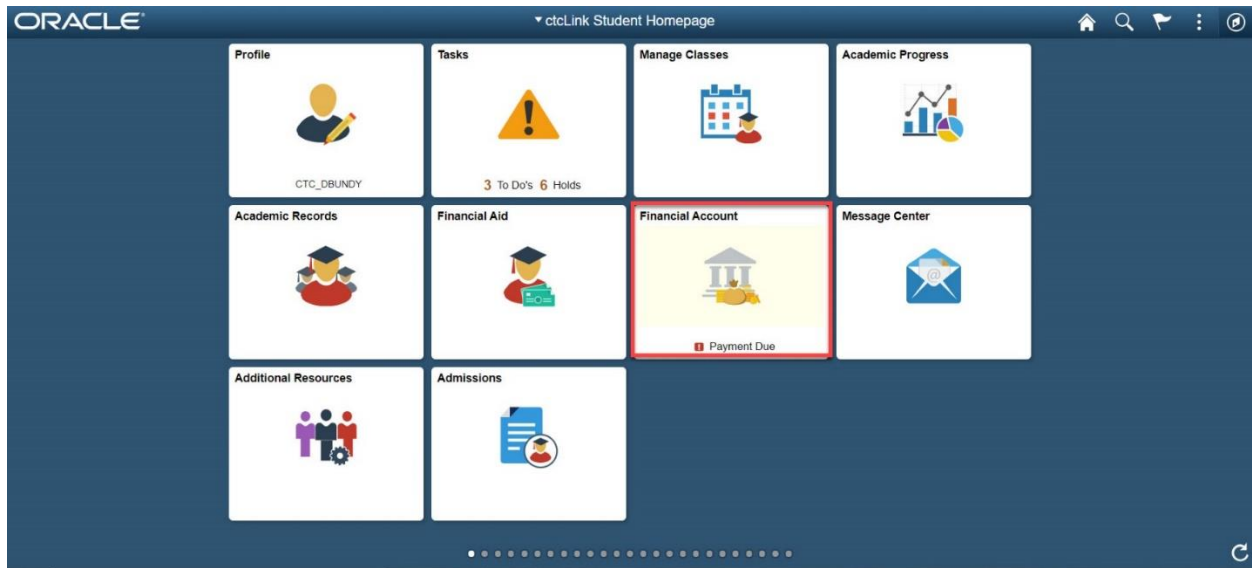 ORACLE
ctcLink Student Homepage
Profile
Tasks
Manage Classes
Academic Progress
CTC_DBUNDY
3 To Do's 6 Holds
Academic Records
Financial Aid
Financial Account
Message Center
@
! Payment Due
Additional Resources
Admissions